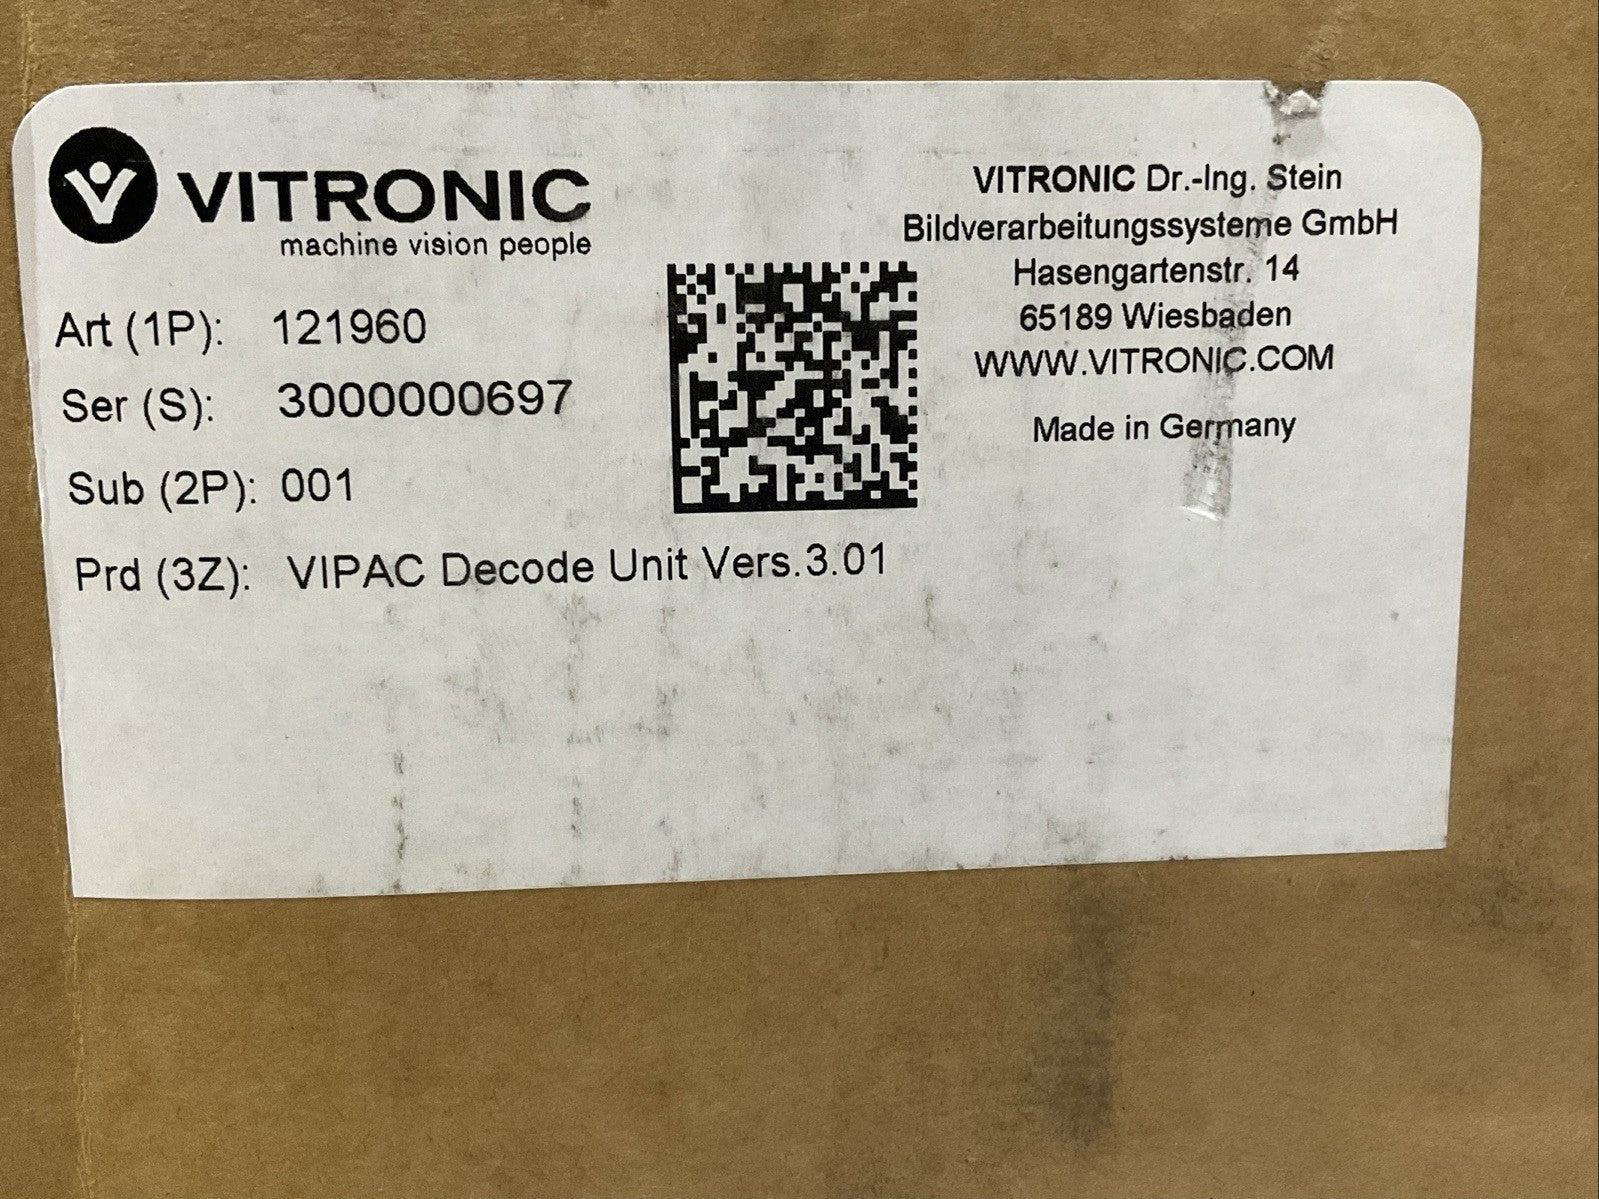 VITRONIC
machine vision people
Art (1P): 121960
Ser (S): 3000000697
Sub (2P): 001
Prd (3Z): VIPAC Decode Unit Vers.3.01
VITRONIC Dr.-Ing. Stein
Bildverarbeitungssysteme GmbH
Hasengartenstr. 14
65189 Wiesbaden
WWW.VITRONIC.COM
Made in Germany